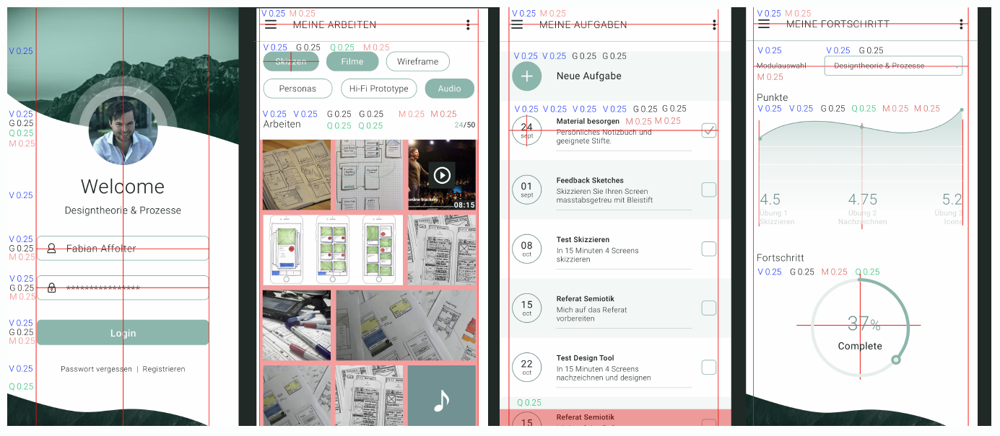 V 0.25
V 0.25
G 0.25
Q 0.25
M 0.25
V 0.25
Welcome
Designtheorie & Prozesse
V 0.25
G 0.25
M 0.25
Fabian Affolter
V 0.25
G 0.25
M 0.25
****************
V 0.25
G 0.25
M 0.25
Login
V 0.25
Passwort vergessen | Registrieren
Q 0.25
V 0.25 M 0.25
MEINE ARBEITEN
V 0.25 G 0.25 Q 0.25 M 0.25
Skizzen Filme Wireframe
Personas Hi-Fi Prototype Audio
V 0.25 V 0.25 G 0.25 G 0.25 M 0.25 M 0.25
Arbeiten Q 0.25 Q 0.25 24/50
online trackers
08:15
V 0.25 M 0.25
MEINE AUFGABEN
V 0.25 V 0.25 G 0.25 G 0.25
Neue Aufgabe
V 0.25 V 0.25 V 0.25 V 0.25 G 0.25 G 0.25
Material besorgen M 0.25 M 0.25
24
sept
Persönliches Notizbuch und
geeignete Stifte.
01
sept
Feedback Sketches
Skizzieren Sie Ihren Screen
masstabsgetreu mit Bleistift
08
oct
Test Skizzieren
In 15 Minuten 4 Screens
skizzieren
15
oct
Referat Semiotik
Mich auf das Referat
vorbereiten
22
oct
Test Design Tool
In 15 Minuten 4 Screens
nachzeichnen und designen
Q 0.25
15
Referat Semiotik
V 0.25 M 0.25
MEINE FORTSCHRITT
V 0.25 V 0.25 G 0.25
Modulauswahl Designtheorie & Prozesse
M 0.25
Punkte
V 0.25 V 0.25 G 0.25 Q 0.25 M 0.25 M 0.25
4.5 4.75 5.2
Übung 1 Übung 2 Übung 3
Skizzieren Nachzeichnen Icons
Fortschritt
V 0.25 G 0.25 M 0.25 Q 0.25
37%
Complete